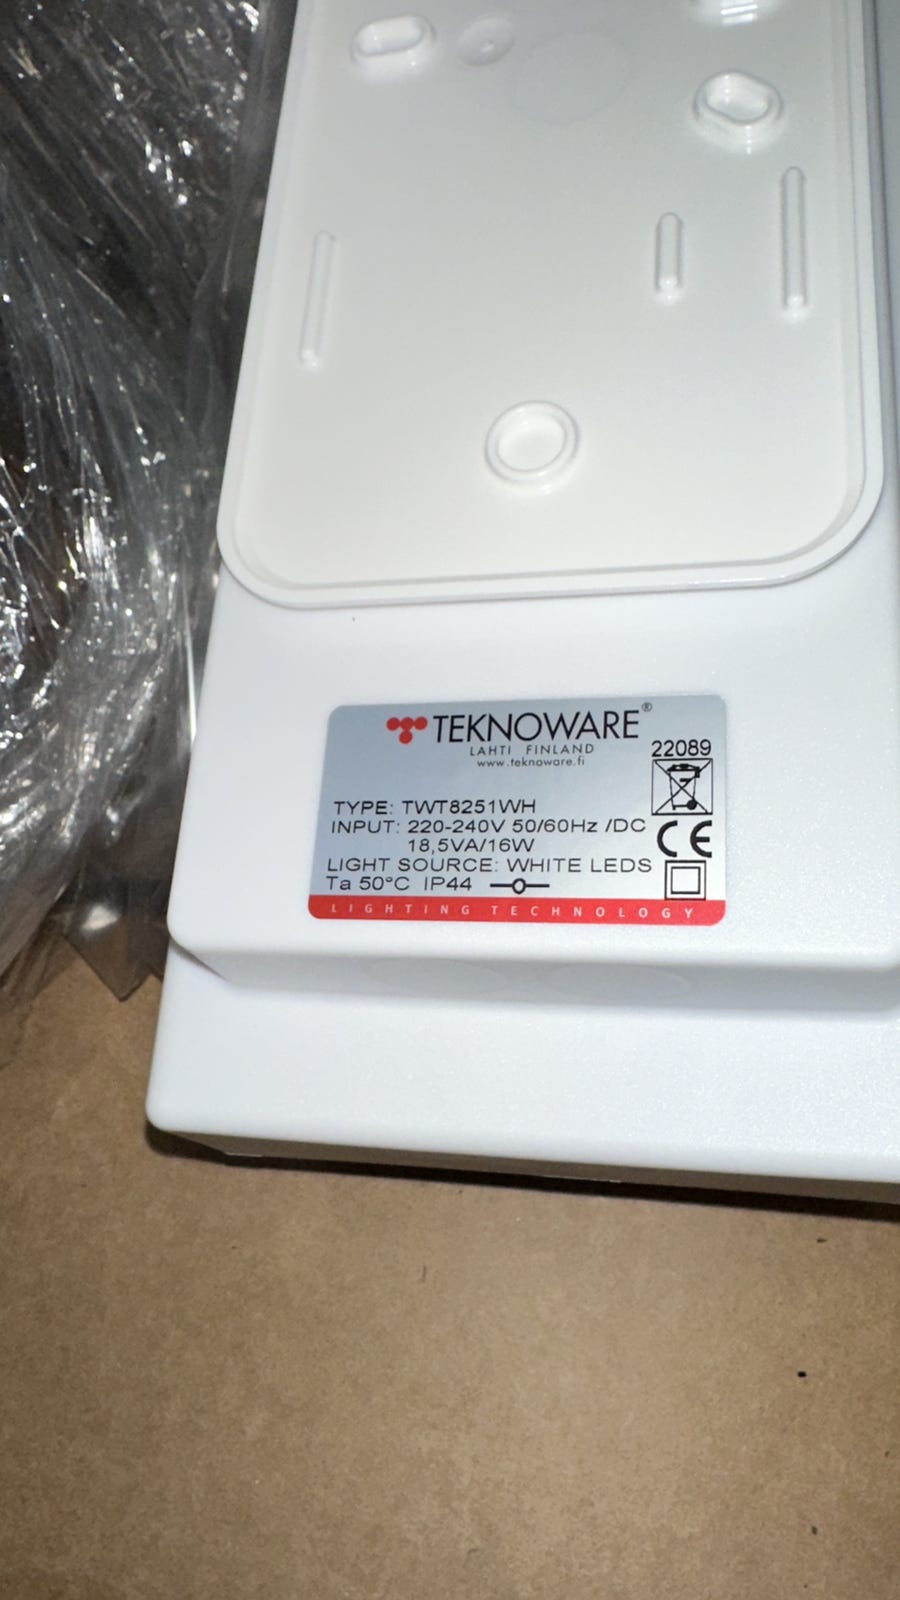 TEKNOWARE®
LAHTI FINLAND
www.teknoware.fi
22089
TYPE: TWT8251WH
INPUT: 220-240V 50/60Hz /DC
18,5VA/16W
LIGHT SOURCE: WHITE LEDS
Ta 50°C IP44
CE
LIGHTING TECHNOLOGY